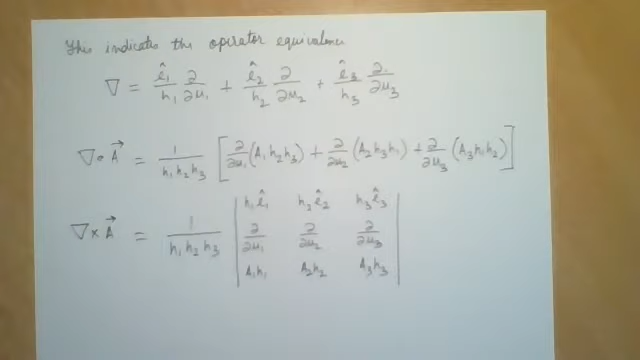 This indicates the operator equivalence
∇ = ê₁/h₁ ∂/∂u₁ + ê₂/h₂ ∂/∂u₂ + ê₃/h₃ ∂/∂u₃
∇∘A⃗ = 1/(h₁h₂h₃) [∂/∂u₁ (A₁h₂h₃) + ∂/∂u₂ (A₂h₃h₁) + ∂/∂u₃ (A₃h₁h₂)]
∇×A⃗ = 1/(h₁h₂h₃) | h₁ê₁ h₂ê₂ h₃ê₃ |
| ∂/∂u₁ ∂/∂u₂ ∂/∂u₃ |
| A₁h₁ A₂h₂ A₃h₃ |